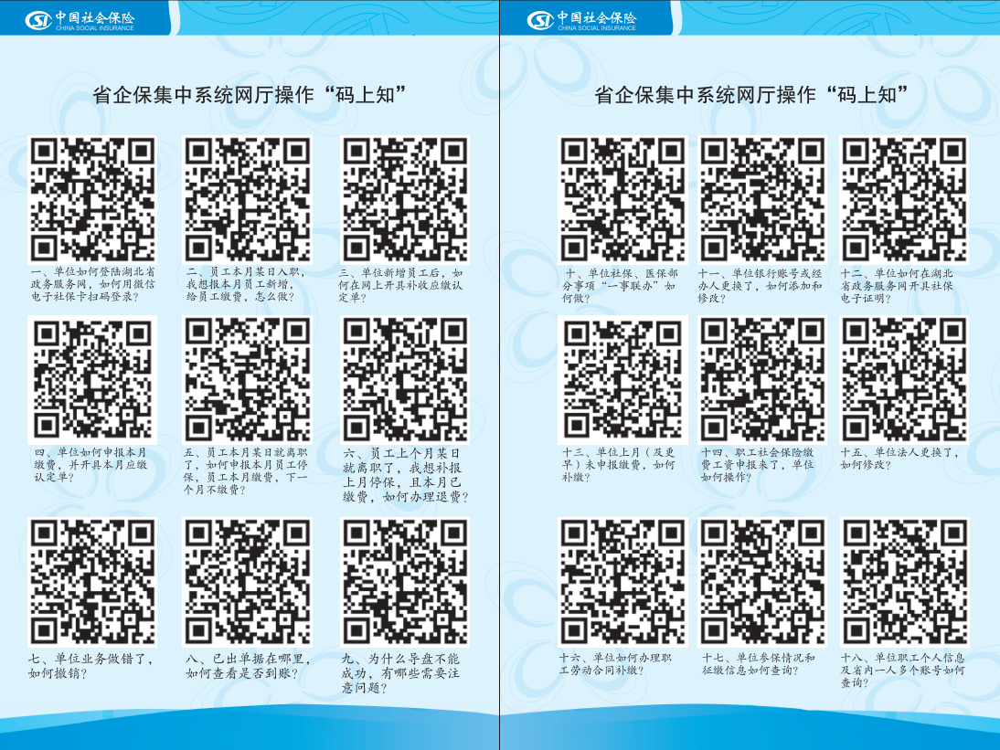 中国社会保险
CHINA SOCIAL INSURANCE
省企保集中系统网厅操作“码上知”
一、单位如何登陆湖北省
政务服务网，如何用微信
电子社保卡扫码登录？
二、员工本月某日入职，
我想报本月员工新增，
给员工缴费，怎么做？
三、单位新增员工后，如
何在网上开具补收应缴认
定单？
四、单位如何申报本月
缴费，并开具本月应缴
认定单？
五、员工本月某日就离职
了，如何申报本月员工停
保，员工本月缴费，下一
个月不缴费？
六、员工上个月某日
就离职了，我想补报
上月停保，且本月已
缴费，如何办理退费？
七、单位业务做错了，
如何撤销？
八、已出单据在哪里，
如何查看是否到账？
九、为什么导盘不能
成功，有哪些需要注
意问题？
中国社会保险
CHINA SOCIAL INSURANCE
省企保集中系统网厅操作“码上知”
十、单位社保、医保部
分事项“一事联办”如
何做？
十一、单位银行账号或经
办人更换了，如何添加和
修改？
十二、单位如何在湖北
省政务服务网开具社保
电子证明？
十三、单位上月（及更
早）未申报缴费，如何
补缴？
十四、职工社会保险缴
费工资申报来了，单位
如何操作？
十五、单位法人更换了，
如何修改？
十六、单位如何办理职
工劳动合同补缴？
十七、单位参保情况和
征缴信息如何查询？
十八、单位职工个人信息
及省内一人多个账号如何
查询？